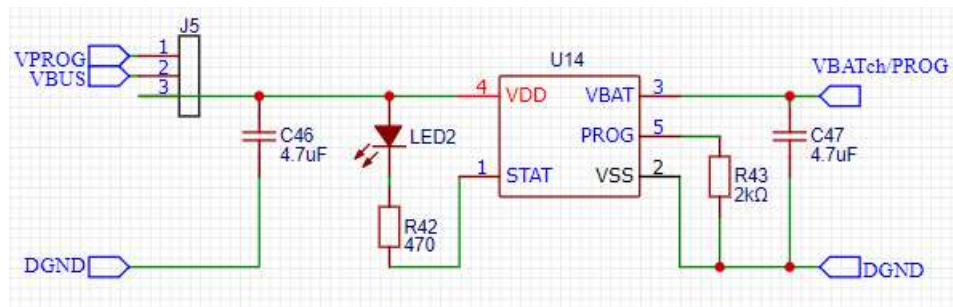 J5
VPROG 1
VBUS 2
3
U14
VBATch/PROG
4 VDD VBAT 3
C46
4.7uF
LED2
PROG 5
C47
4.7uF
1 STAT VSS 2
R43
2kΩ
R42
470
DGND
DGND